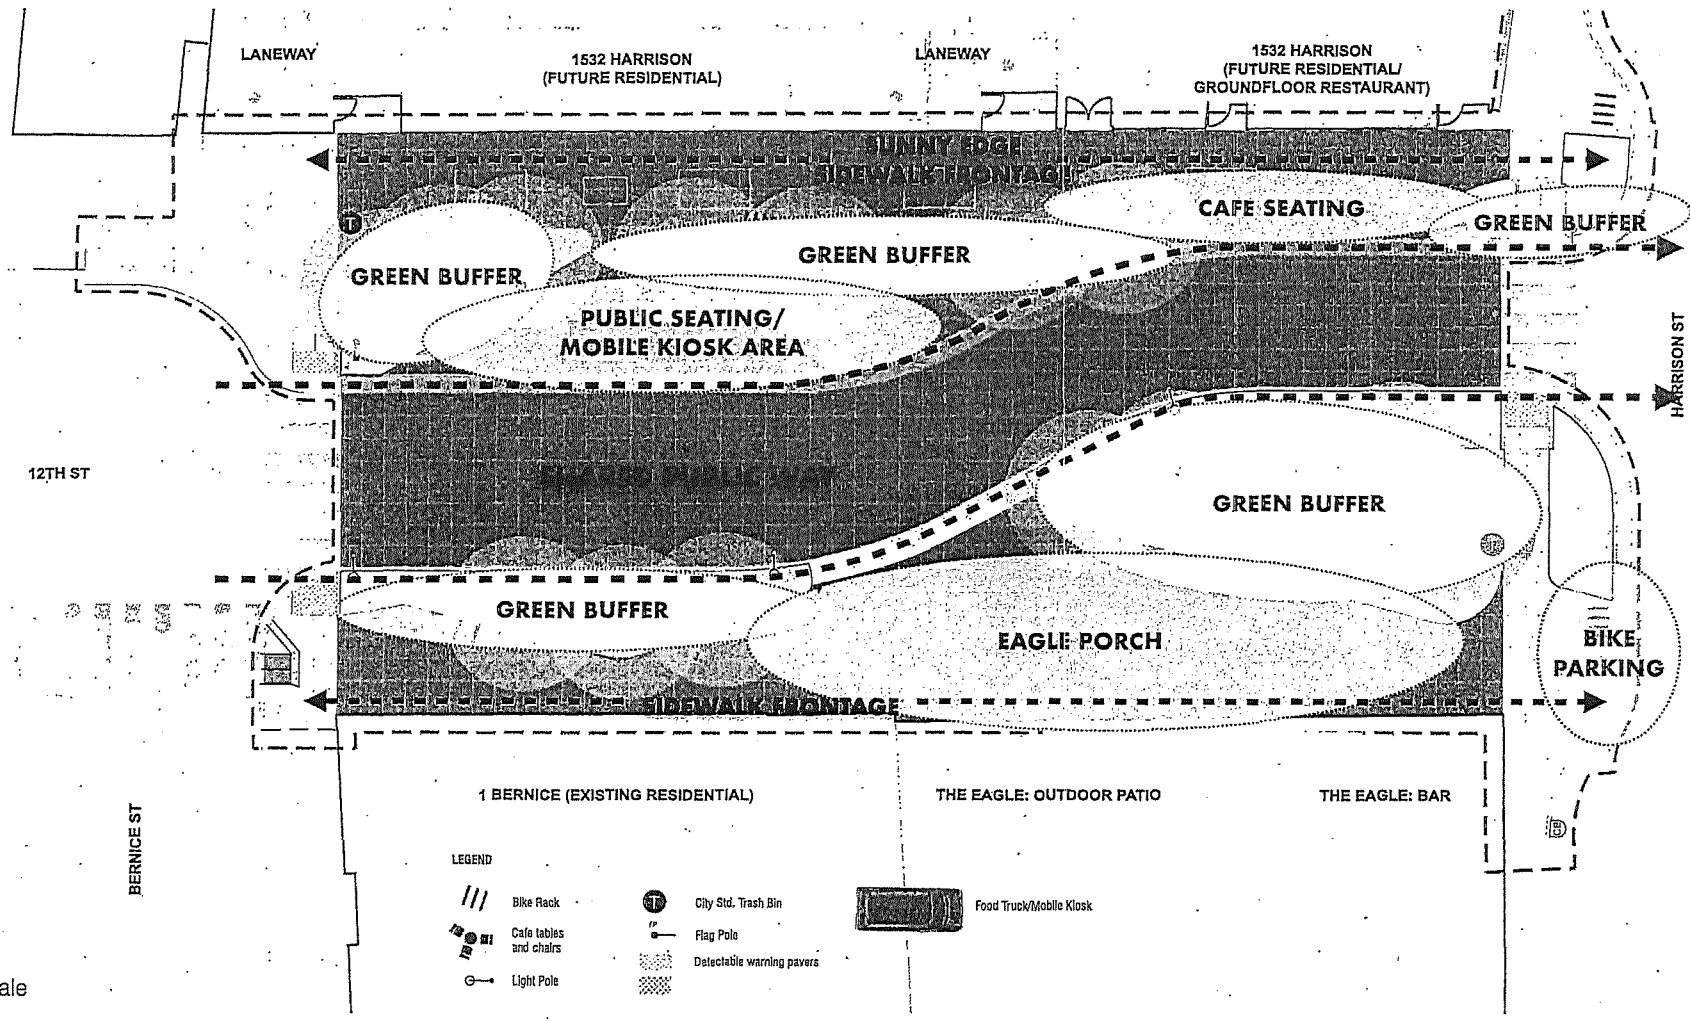 LANEWAY
1532 HARRISON
(FUTURE RESIDENTIAL)
LANEWAY
1532 HARRISON
(FUTURE RESIDENTIAL/
GROUNDFLOOR RESTAURANT)
SUNNY EDGE
SIDEWALK FRONTAGE
T
CAFE SEATING
GREEN BUFFER
GREEN BUFFER
GREEN BUFFER
PUBLIC SEATING/
MOBILE KIOSK AREA
HARRISON ST
12TH ST
GREEN BUFFER
GREEN BUFFER
EAGLE PORCH
BIKE
PARKING
SIDEWALK FRONTAGE
1 BERNICE (EXISTING RESIDENTIAL)
THE EAGLE: OUTDOOR PATIO
THE EAGLE: BAR
BERNICE ST
CB
LEGEND
Bike Rack
Cafe tables
and chairs
Light Pole
T
City Std. Trash Bin
FP
Flag Pole
Detectable warning pavers
Food Truck/Mobile Kiosk
ale